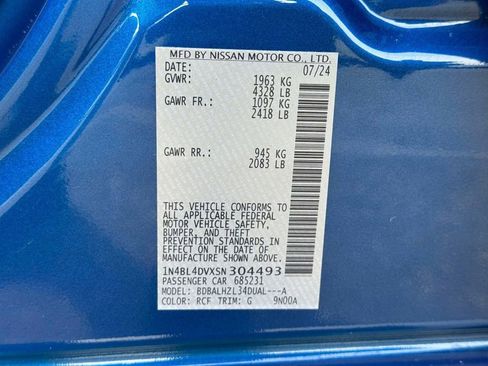 MFD BY NISSAN MOTOR CO., LTD.
DATE: 07/24
GVWR: 1963 KG
4328 LB
GAWR FR.: 1097 KG
2418 LB
GAWR RR.: 945 KG
2083 LB
THIS VEHICLE CONFORMS TO
ALL APPLICABLE FEDERAL
MOTOR VEHICLE SAFETY,
BUMPER, AND THEFT
PREVENTION STANDARDS IN
EFFECT ON THE DATE OF
MANUFACTURE SHOWN ABOVE.
1N4BL4DVXSN304493
PASSENGER CAR 685231
MODEL: BDBALHZL34DUAL---A
COLOR: RCF TRIM: G 9N00A